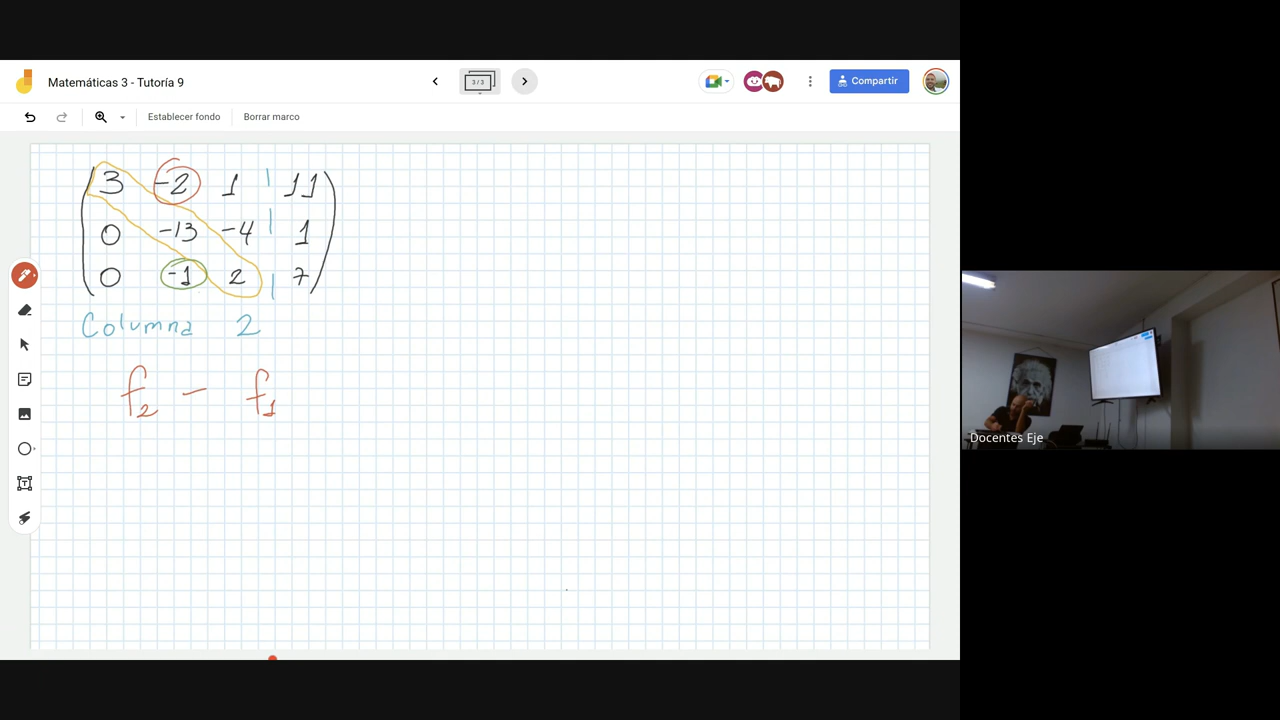 Matemáticas 3 - Tutoría 9
3/3
Compartir
Establecer fondo
Borrar marco
3 -2 1 | 11
0 -13 -4 | 1
0 -1 2 | 7
Columna 2
f2 - f1
Docentes Eje